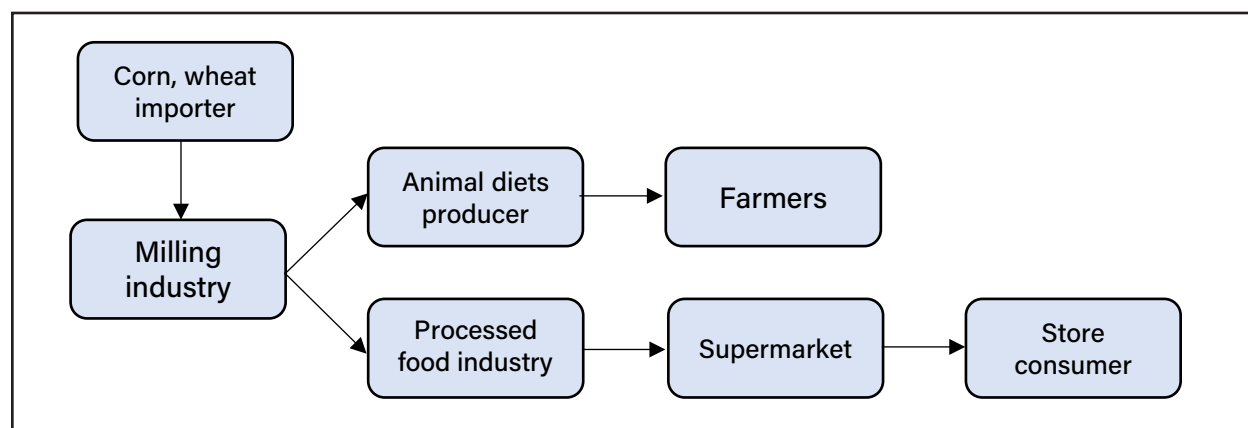 Corn, wheat
importer
Milling
industry
Animal diets
producer
Farmers
Processed
food industry
Supermarket
Store
consumer